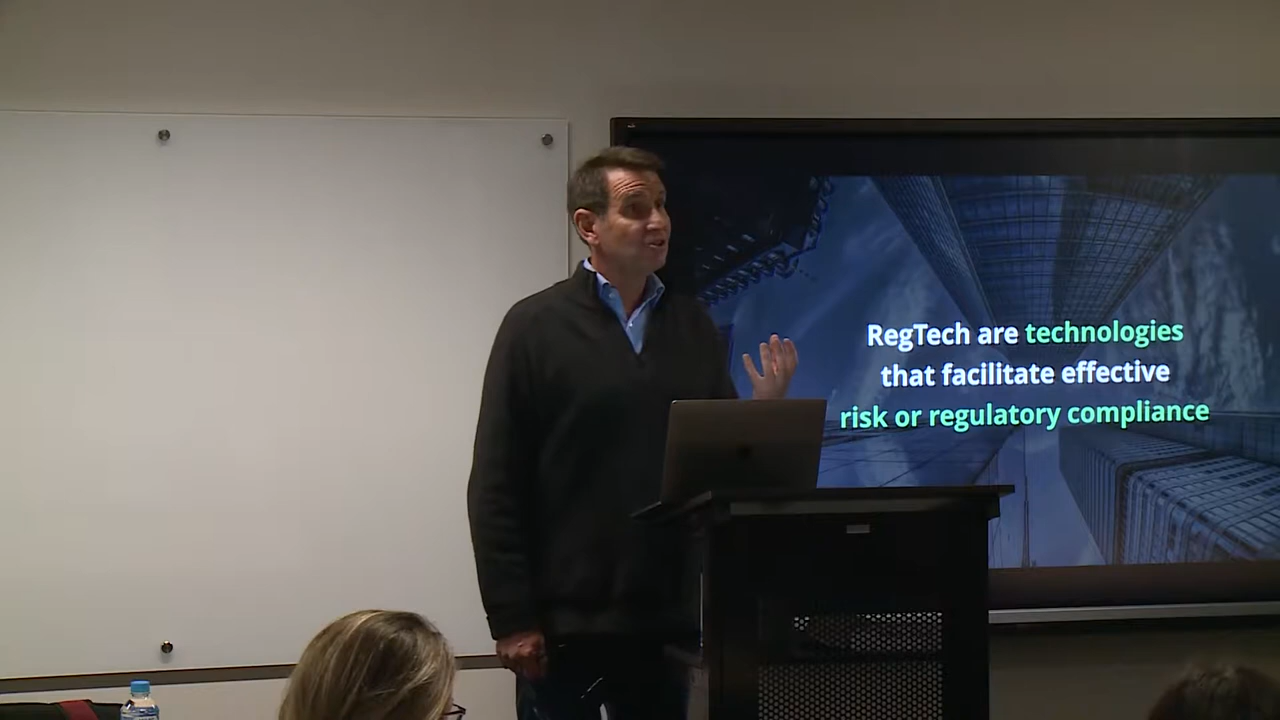 RegTech are technologies
that facilitate effective
risk or regulatory compliance